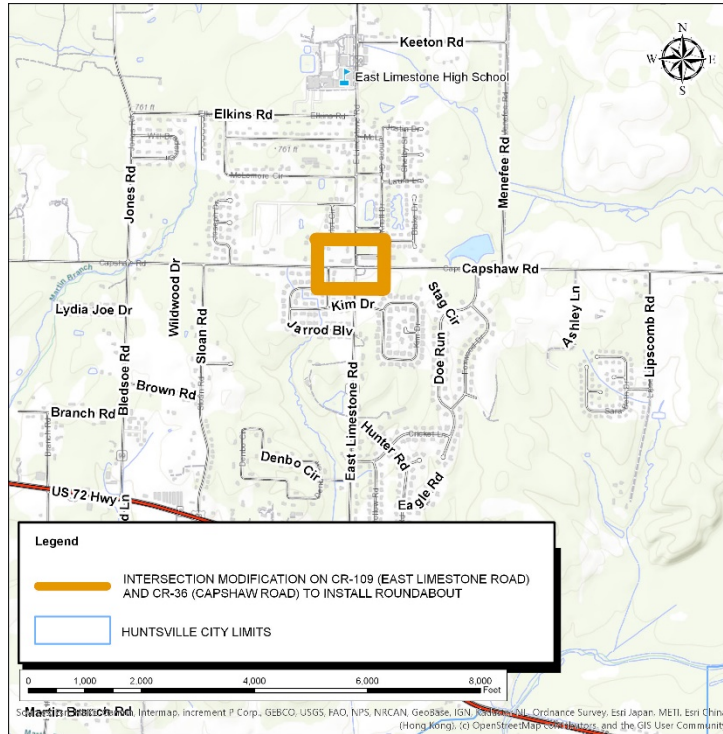 N
W
E
S
Keeton Rd
East Limestone High School
761 ft
Elkins Rd
Elkins Rd
Menefee Rd
761 ft
McLemore Cir
Jones Rd
Capshaw Rd
Capshaw Rd
Martin Branch
Wildwood Dr
Kim Dr
Stag Cir
Lydia Joe Dr
Jarrod Blv
Ashley Ln
Lipscomb Rd
Sloan Rd
Doe Run
Bledsoe Rd
Brown Rd
East Limestone Rd
Branch Rd
Hunter Rd
Denbo Cir
Eagle Rd
US 72 Hwy
d Ln
Legend
INTERSECTION MODIFICATION ON CR-109 (EAST LIMESTONE ROAD)
AND CR-36 (CAPSHAW ROAD) TO INSTALL ROUNDABOUT
HUNTSVILLE CITY LIMITS
0 1,000 2,000 4,000 6,000 8,000
Feet
Martin Branch Rd
Intermap, increment P Corp., GEBCO, USGS, FAO, NPS, NRCAN, GeoBase, IGN, Kadaster NL, Ordnance Survey, Esri Japan, METI, Esri China
(Hong Kong), (c) OpenStreetMap contributors, and the GIS User Communit